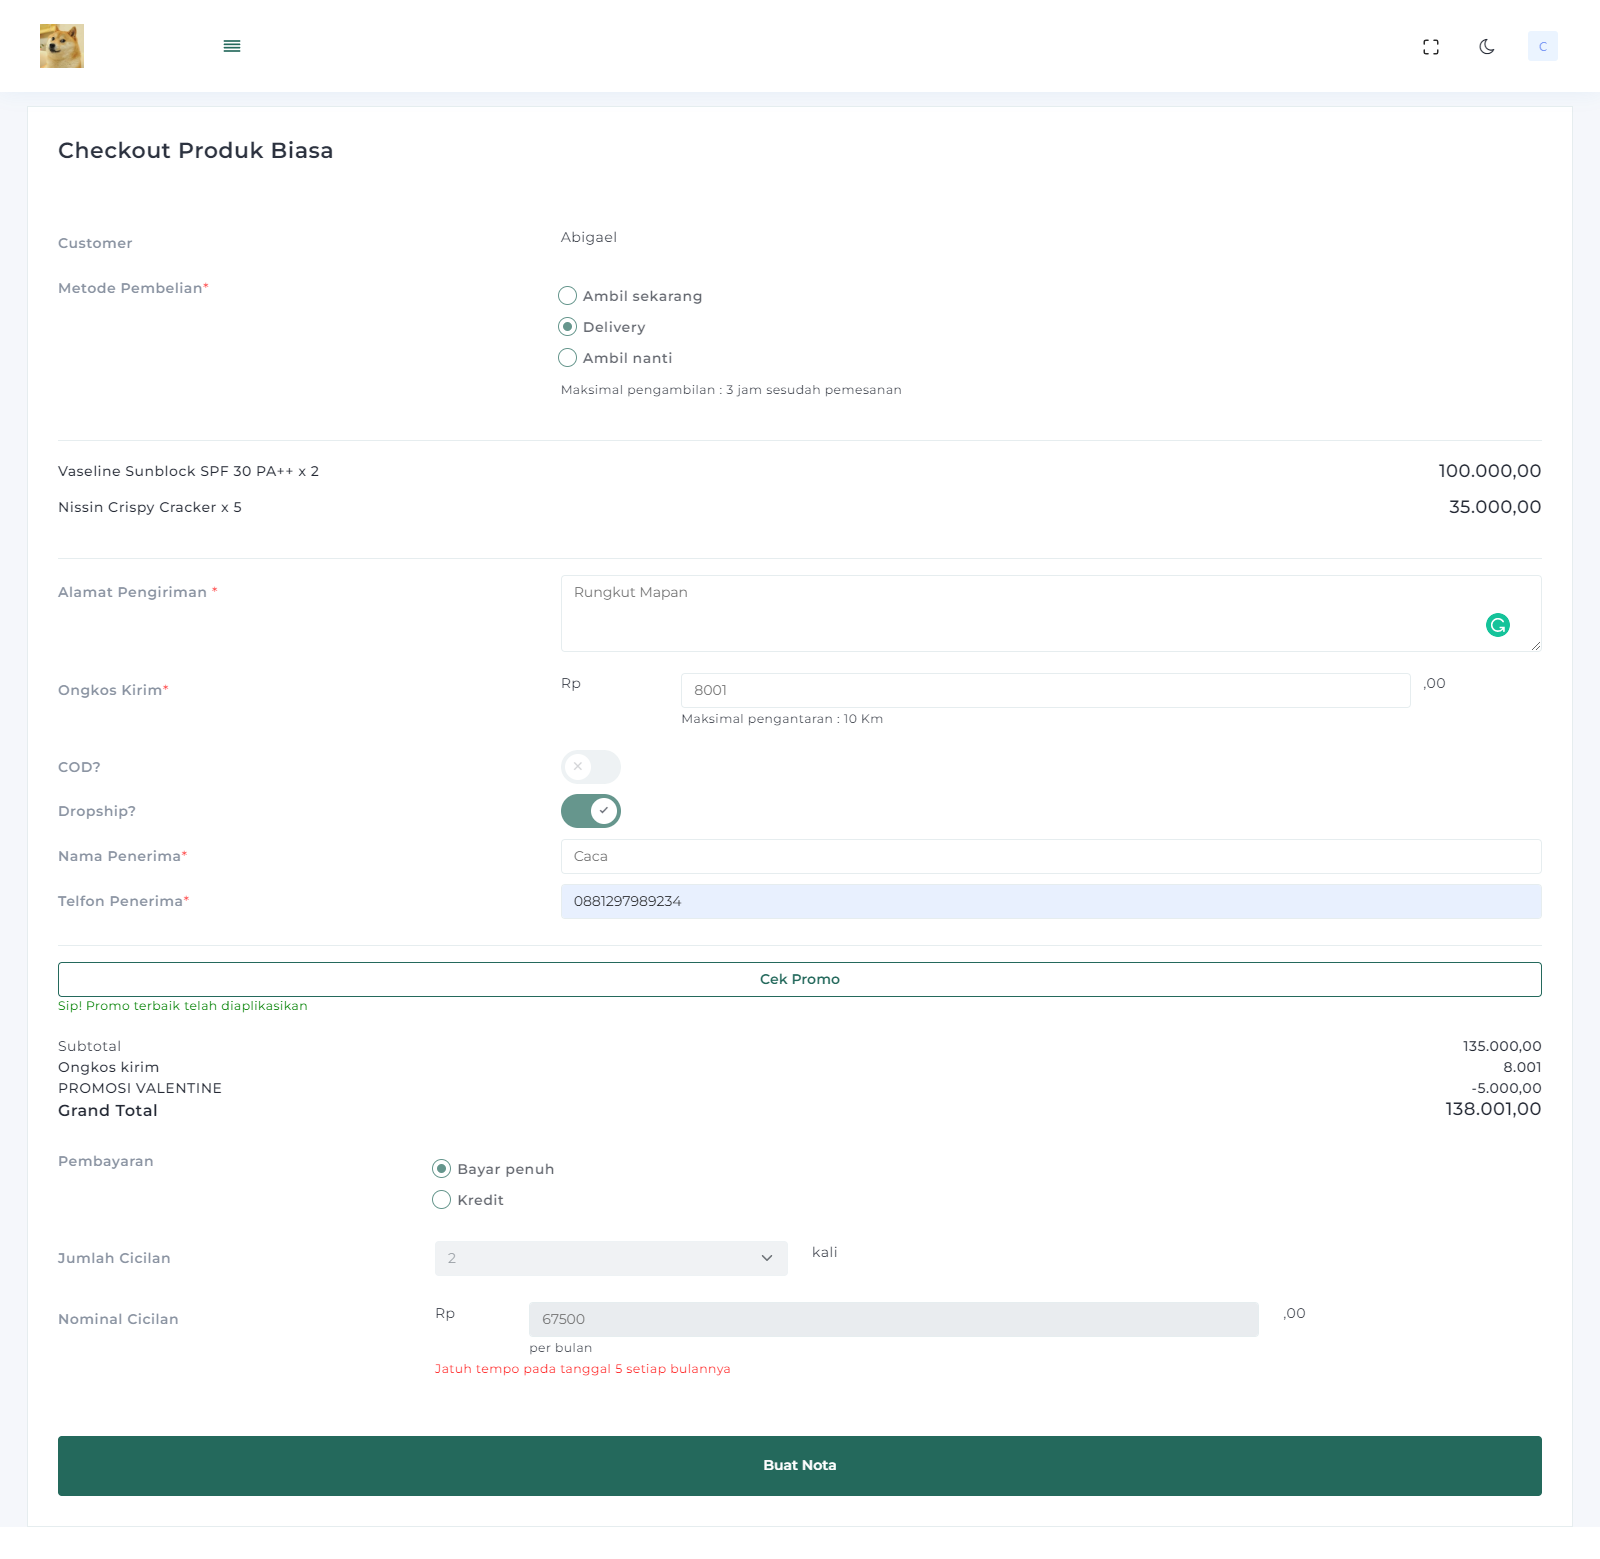 C
Checkout Produk Biasa
Customer Abigael
Metode Pembelian*
Ambil sekarang
Delivery
Ambil nanti
Maksimal pengambilan : 3 jam sesudah pemesanan
Vaseline Sunblock SPF 30 PA++ x 2 100.000,00
Nissin Crispy Cracker x 5 35.000,00
Alamat Pengiriman * Rungkut Mapan
Ongkos Kirim* Rp 8001 ,00
Maksimal pengantaran : 10 Km
COD?
Dropship?
Nama Penerima* Caca
Telfon Penerima* 0881297989234
Cek Promo
Sip! Promo terbaik telah diaplikasikan
Subtotal 135.000,00
Ongkos kirim 8.001
PROMOSI VALENTINE -5.000,00
Grand Total 138.001,00
Pembayaran
Bayar penuh
Kredit
Jumlah Cicilan 2 kali
Nominal Cicilan Rp 67500 ,00
per bulan
Jatuh tempo pada tanggal 5 setiap bulannya
Buat Nota